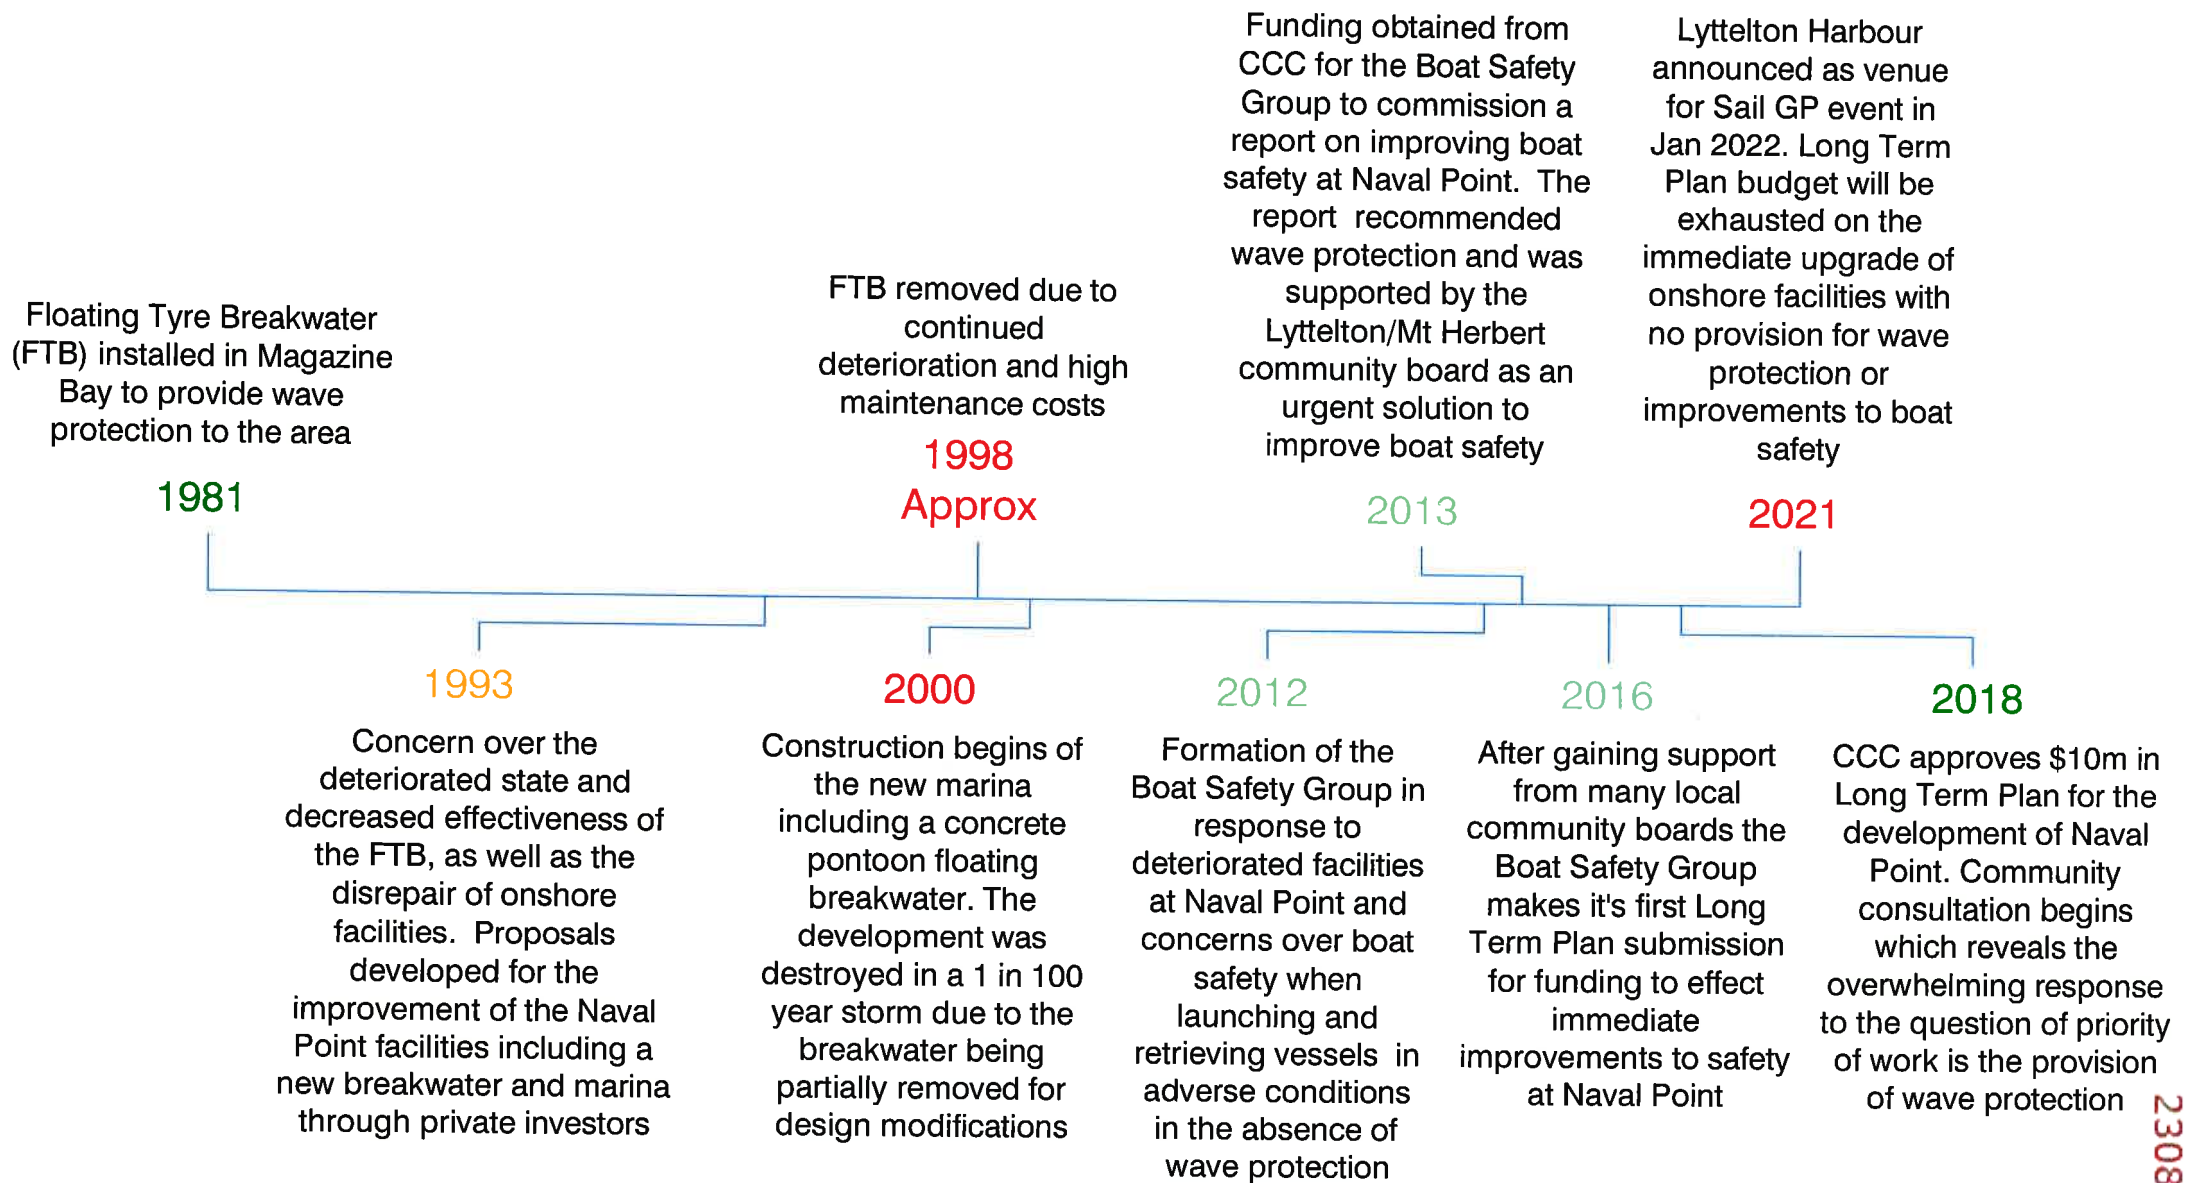 Floating Tyre Breakwater
(FTB) installed in Magazine
Bay to provide wave
protection to the area
1981
FTB removed due to
continued
deterioration and high
maintenance costs
1998
Approx
Funding obtained from
CCC for the Boat Safety
Group to commission a
report on improving boat
safety at Naval Point.  The
report  recommended
wave protection and was
supported by the
Lyttelton/Mt Herbert
community board as an
urgent solution to
improve boat safety
2013
Lyttelton Harbour
announced as venue
for Sail GP event in
Jan 2022. Long Term
Plan budget will be
exhausted on the
immediate upgrade of
onshore facilities with
no provision for wave
protection or
improvements to boat
safety
2021
1993
Concern over the
deteriorated state and
decreased effectiveness of
the FTB, as well as the
disrepair of onshore
facilities.  Proposals
developed for the
improvement of the Naval
Point facilities including a
new breakwater and marina
through private investors
2000
Construction begins of
the new marina
including a concrete
pontoon floating
breakwater. The
development was
destroyed in a 1 in 100
year storm due to the
breakwater being
partially removed for
design modifications
2012
Formation of the
Boat Safety Group in
response to
deteriorated facilities
at Naval Point and
concerns over boat
safety when
launching and
retrieving vessels  in
adverse conditions
in the absence of
wave protection
2016
After gaining support
from many local
community boards the
Boat Safety Group
makes it's first Long
Term Plan submission
for funding to effect
immediate
improvements to safety
at Naval Point
2018
CCC approves $10m in
Long Term Plan for the
development of Naval
Point. Community
consultation begins
which reveals the
overwhelming response
to the question of priority
of work is the provision
of wave protection
2308